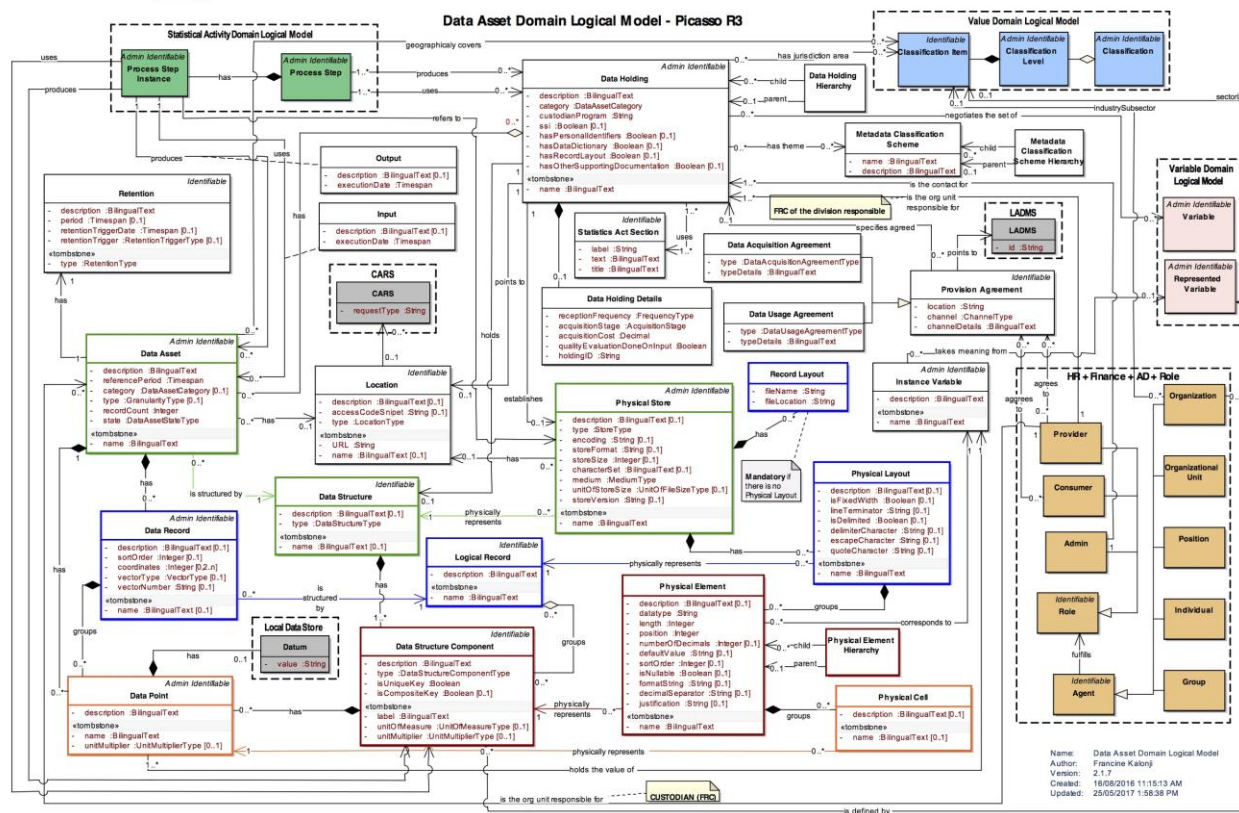 Data Asset Domain Logical Model - Picasso R3
Statistical Activity Domain Logical Model
Admin Identifiable
Process Step
Instance
has
Admin Identifiable
Process Step
uses
produces
geographicaly covers
1..*
produces
0..*
1..*
uses
0..*
refers to
produces
uses
Value Domain Logical Model
Identifiable
Classification Item
Admin Identifiable
Classification
Level
Admin Identifiable
Classification
has jurisdiction area
industrySubsector
negotiates the set of
Admin Identifiable
Data Holding
- description :BilingualText
- category :DataAssetCategory
- custodianProgram :String
- ssi :Boolean [0..1]
- hasPersonalIdentifiers :Boolean [0..1]
- hasDataDictionary :Boolean [0..1]
- hasRecordLayout :Boolean [0..1]
- hasOtherSupportingDocumentation :Boolean [0..1]
«tombstone»
- name :BilingualText
child
parent
Data Holding
Hierarchy
has theme
Identifiable
Metadata Classification
Scheme
- name :BilingualText
- description :BilingualText
child
parent
Metadata
Classification
Scheme Hierarchy
is the contact for
is the org unit
responsible for
FRC of the division responsible
specifies agreed
Output
- description :BilingualText [0..1]
- executionDate :Timespan
Input
- description :BilingualText [0..1]
- executionDate :Timespan
Identifiable
Retention
- description :BilingualText
- period :Timespan [0..1]
- retentionTriggerDate :Timespan [0..1]
- retentionTrigger :RetentionTriggerType [0..1]
«tombstone»
- type :RetentionType
has
has
points to
holds
establishes
Identifiable
Statistics Act Section
- label :String
- text :BilingualText
- title :BilingualText
uses
Data Holding Details
- receptionFrequency :FrequencyType
- acquisitionStage :AcquisitionStage
- acquisitionCost :Decimal
- qualityEvaluationDoneOnInput :Boolean
- holdingID :String
Data Acquisition Agreement
- type :DataAcquisitionAgreementType
- typeDetails :BilingualText
Data Usage Agreement
- type :DataUsageAgreementType
- typeDetails :BilingualText
LADMS
LADMS
- id :String
points to
Identifiable
Provision Agreement
- location :String
- channel :ChannelType
- channelDetails :BilingualText
Variable Domain
Logical Model
Admin Identifiable
Variable
Admin Identifiable
Represented
Variable
CARS
CARS
- requestType :String
Admin Identifiable
Data Asset
- description :BilingualText
- referencePeriod :Timespan
- category :DataAssetCategory [0..1]
- type :GranularityType [0..1]
- recordCount :Integer
- state :DataAssetStateType
«tombstone»
- name :BilingualText
has
Identifiable
Location
- description :BilingualText [0..1]
- accessCodeSnipet :String [0..1]
- type :LocationType
«tombstone»
- URL :String
- name :BilingualText [0..1]
has
Admin Identifiable
Physical Store
- description :BilingualText [0..1]
- type :StoreType
- encoding :String [0..1]
- storeFormat :String [0..1]
- storeSize :Integer [0..1]
- characterSet :BilingualText [0..1]
- medium :MediumType
- unitOfStoreSize :UnitOfFileSizeType [0..1]
- storeVersion :String [0..1]
«tombstone»
- name :BilingualText
has
Record Layout
- fileName :String
- fileLocation :String
Mandatory if
there is no
Physical Layout
takes meaning from
Identifiable
Instance Variable
- description :BilingualText [0..1]
«tombstone»
- name :BilingualText
agrees
to
agrees
to
HR + Finance + AD + Role
Provider
Consumer
Admin
Role
fulfills
Identifiable
Agent
Organization
Organizational
Unit
Position
Individual
Group
is structured by
Identifiable
Data Structure
- description :BilingualText [0..1]
- type :DataStructureType
«tombstone»
- name :BilingualText [0..1]
physically
represents
has
Physical Layout
- description :BilingualText [0..1]
- isFixedWidth :Boolean [0..1]
- lineTerminator :String [0..1]
- isDelimited :Boolean [0..1]
- delimiterCharacter :String [0..1]
- escapeCharacter :String [0..1]
- quoteCharacter :String [0..1]
«tombstone»
- name :BilingualText
has
Admin Identifiable
Data Record
- description :BilingualText [0..1]
- sortOrder :Integer [0..1]
- coordinates :Integer [0,2..n]
- vectorType :VectorType [0..1]
- vectorNumber :String [0..1]
«tombstone»
- name :BilingualText [0..1]
has
groups
is
structured
by
has
Identifiable
Logical Record
- description :BilingualText [0..1]
«tombstone»
- name :BilingualText
physically represents
groups
groups
corresponds to
Physical Element
- description :BilingualText [0..1]
- datatype :String
- length :Integer
- position :Integer
- numberOfDecimals :Integer [0..1]
- defaultValue :String [0..1]
- sortOrder :Integer [0..1]
- isNullable :Boolean [0..1]
- formatString :String [0..1]
- decimalSeparator :String [0..1]
- justification :String [0..1]
«tombstone»
- name :BilingualText
child
parent
Physical Element
Hierarchy
Local Data Store
Datum
- value :String
has
Identifiable
Data Structure Component
- description :BilingualText
- type :DataStructureComponentType
- isUniqueKey :Boolean
- isCompositeKey :Boolean [0..1]
«tombstone»
- label :BilingualText
- unitOfMeasure :UnitOfMeasureType [0..1]
- unitMultiplier :UnitMultiplierType [0..1]
physically
represents
has
Admin Identifiable
Data Point
- description :BilingualText
«tombstone»
- name :BilingualText
- unitMultiplier :UnitMultiplierType [0..1]
groups
Physical Cell
- description :BilingualText [0..1]
«tombstone»
- name :BilingualText [0..1]
physically represents
holds the value of
is the org unit responsible for
CUSTODIAN (FRC)
is defined by
Name: Data Asset Domain Logical Model
Author: Francine Kalonji
Version: 2.1.7
Created: 16/08/2016 11:15:13 AM
Updated: 25/05/2017 1:58:38 PM